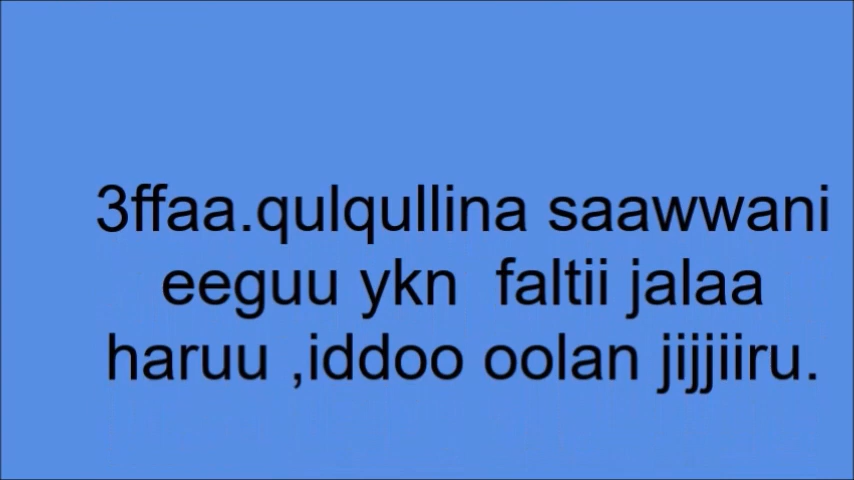 3ffaa.qulqullina saawwani
eeguu ykn  faltii jalaa
haruu ,iddoo oolan jijjiiru.